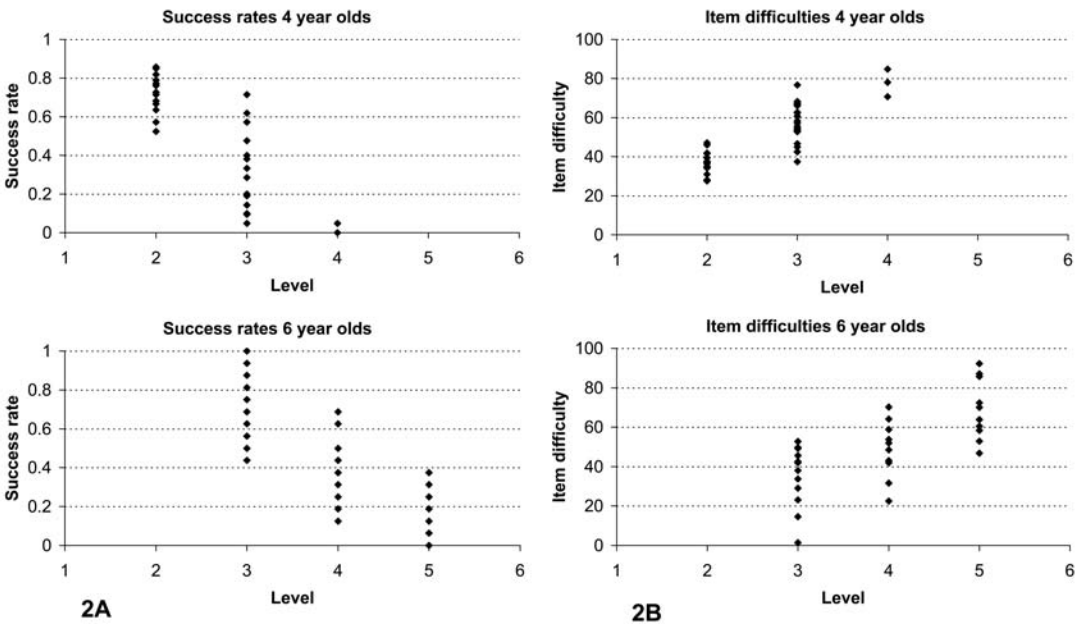 Success rates 4 year olds
Success rate
1
0.8
0.6
0.4
0.2
0
1 2 3 4 5 6
Level
Item difficulties 4 year olds
Item difficulty
100
80
60
40
20
0
1 2 3 4 5 6
Level
Success rates 6 year olds
Success rate
1
0.8
0.6
0.4
0.2
0
1 2 3 4 5 6
Level
2A
Item difficulties 6 year olds
Item difficulty
100
80
60
40
20
0
1 2 3 4 5 6
Level
2B